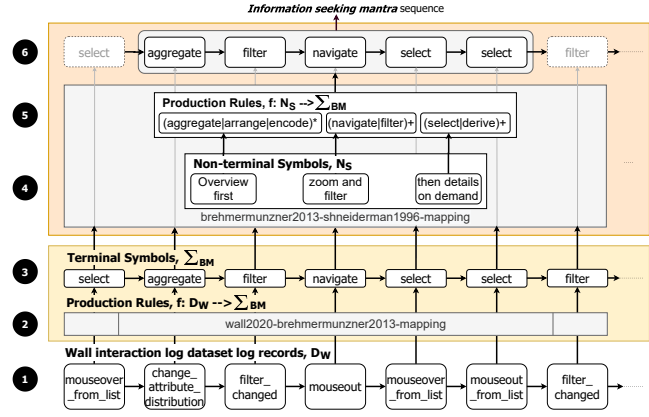 Information seeking mantra sequence
6
select
aggregate
filter
navigate
select
select
filter
5
Production Rules, f: NS --> ∑BM
(aggregate|arrange|encode)*
(navigate|filter)+
(select|derive)+
4
Non-terminal Symbols, NS
Overview
first
zoom and
filter
then details
on demand
brehmermunzner2013-shneiderman1996-mapping
3
Terminal Symbols, ∑BM
select
aggregate
filter
navigate
select
select
filter
Production Rules, f: DW --> ∑BM
2
wall2020-brehmermunzner2013-mapping
Wall interaction log dataset log records, DW
1
mouseover
_from_list
change_
attribute_
distribution
filter_
changed
mouseout
mouseover
_from_list
mouseout
_from_list
filter_
changed